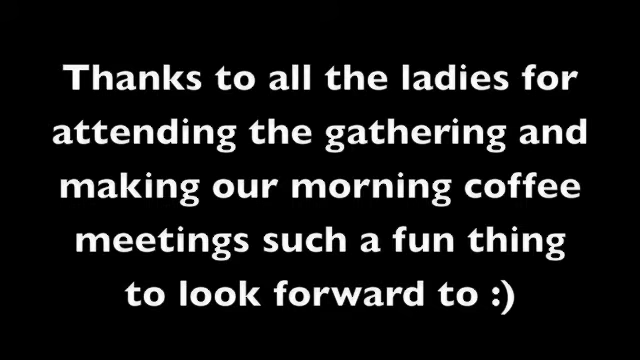 Thanks to all the ladies for
attending the gathering and
making our morning coffee
meetings such a fun thing
to look forward to :)